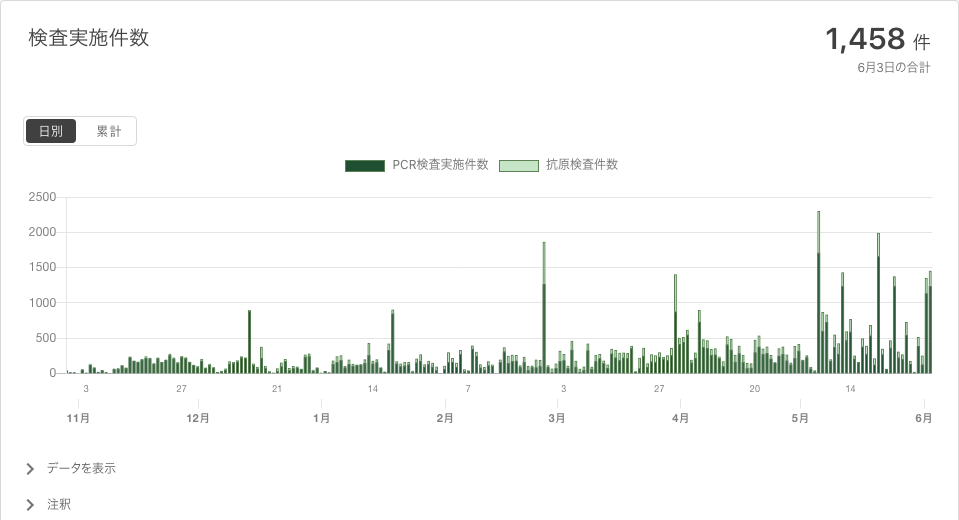 検査実施件数
1,458 件
6月3日の合計
日別 累計
PCR検査実施件数 抗原検査件数
2500
2000
1500
1000
500
0
3 27 21 14 7 3 27 20 14
11月 12月 1月 2月 3月 4月 5月 6月
データを表示
注釈